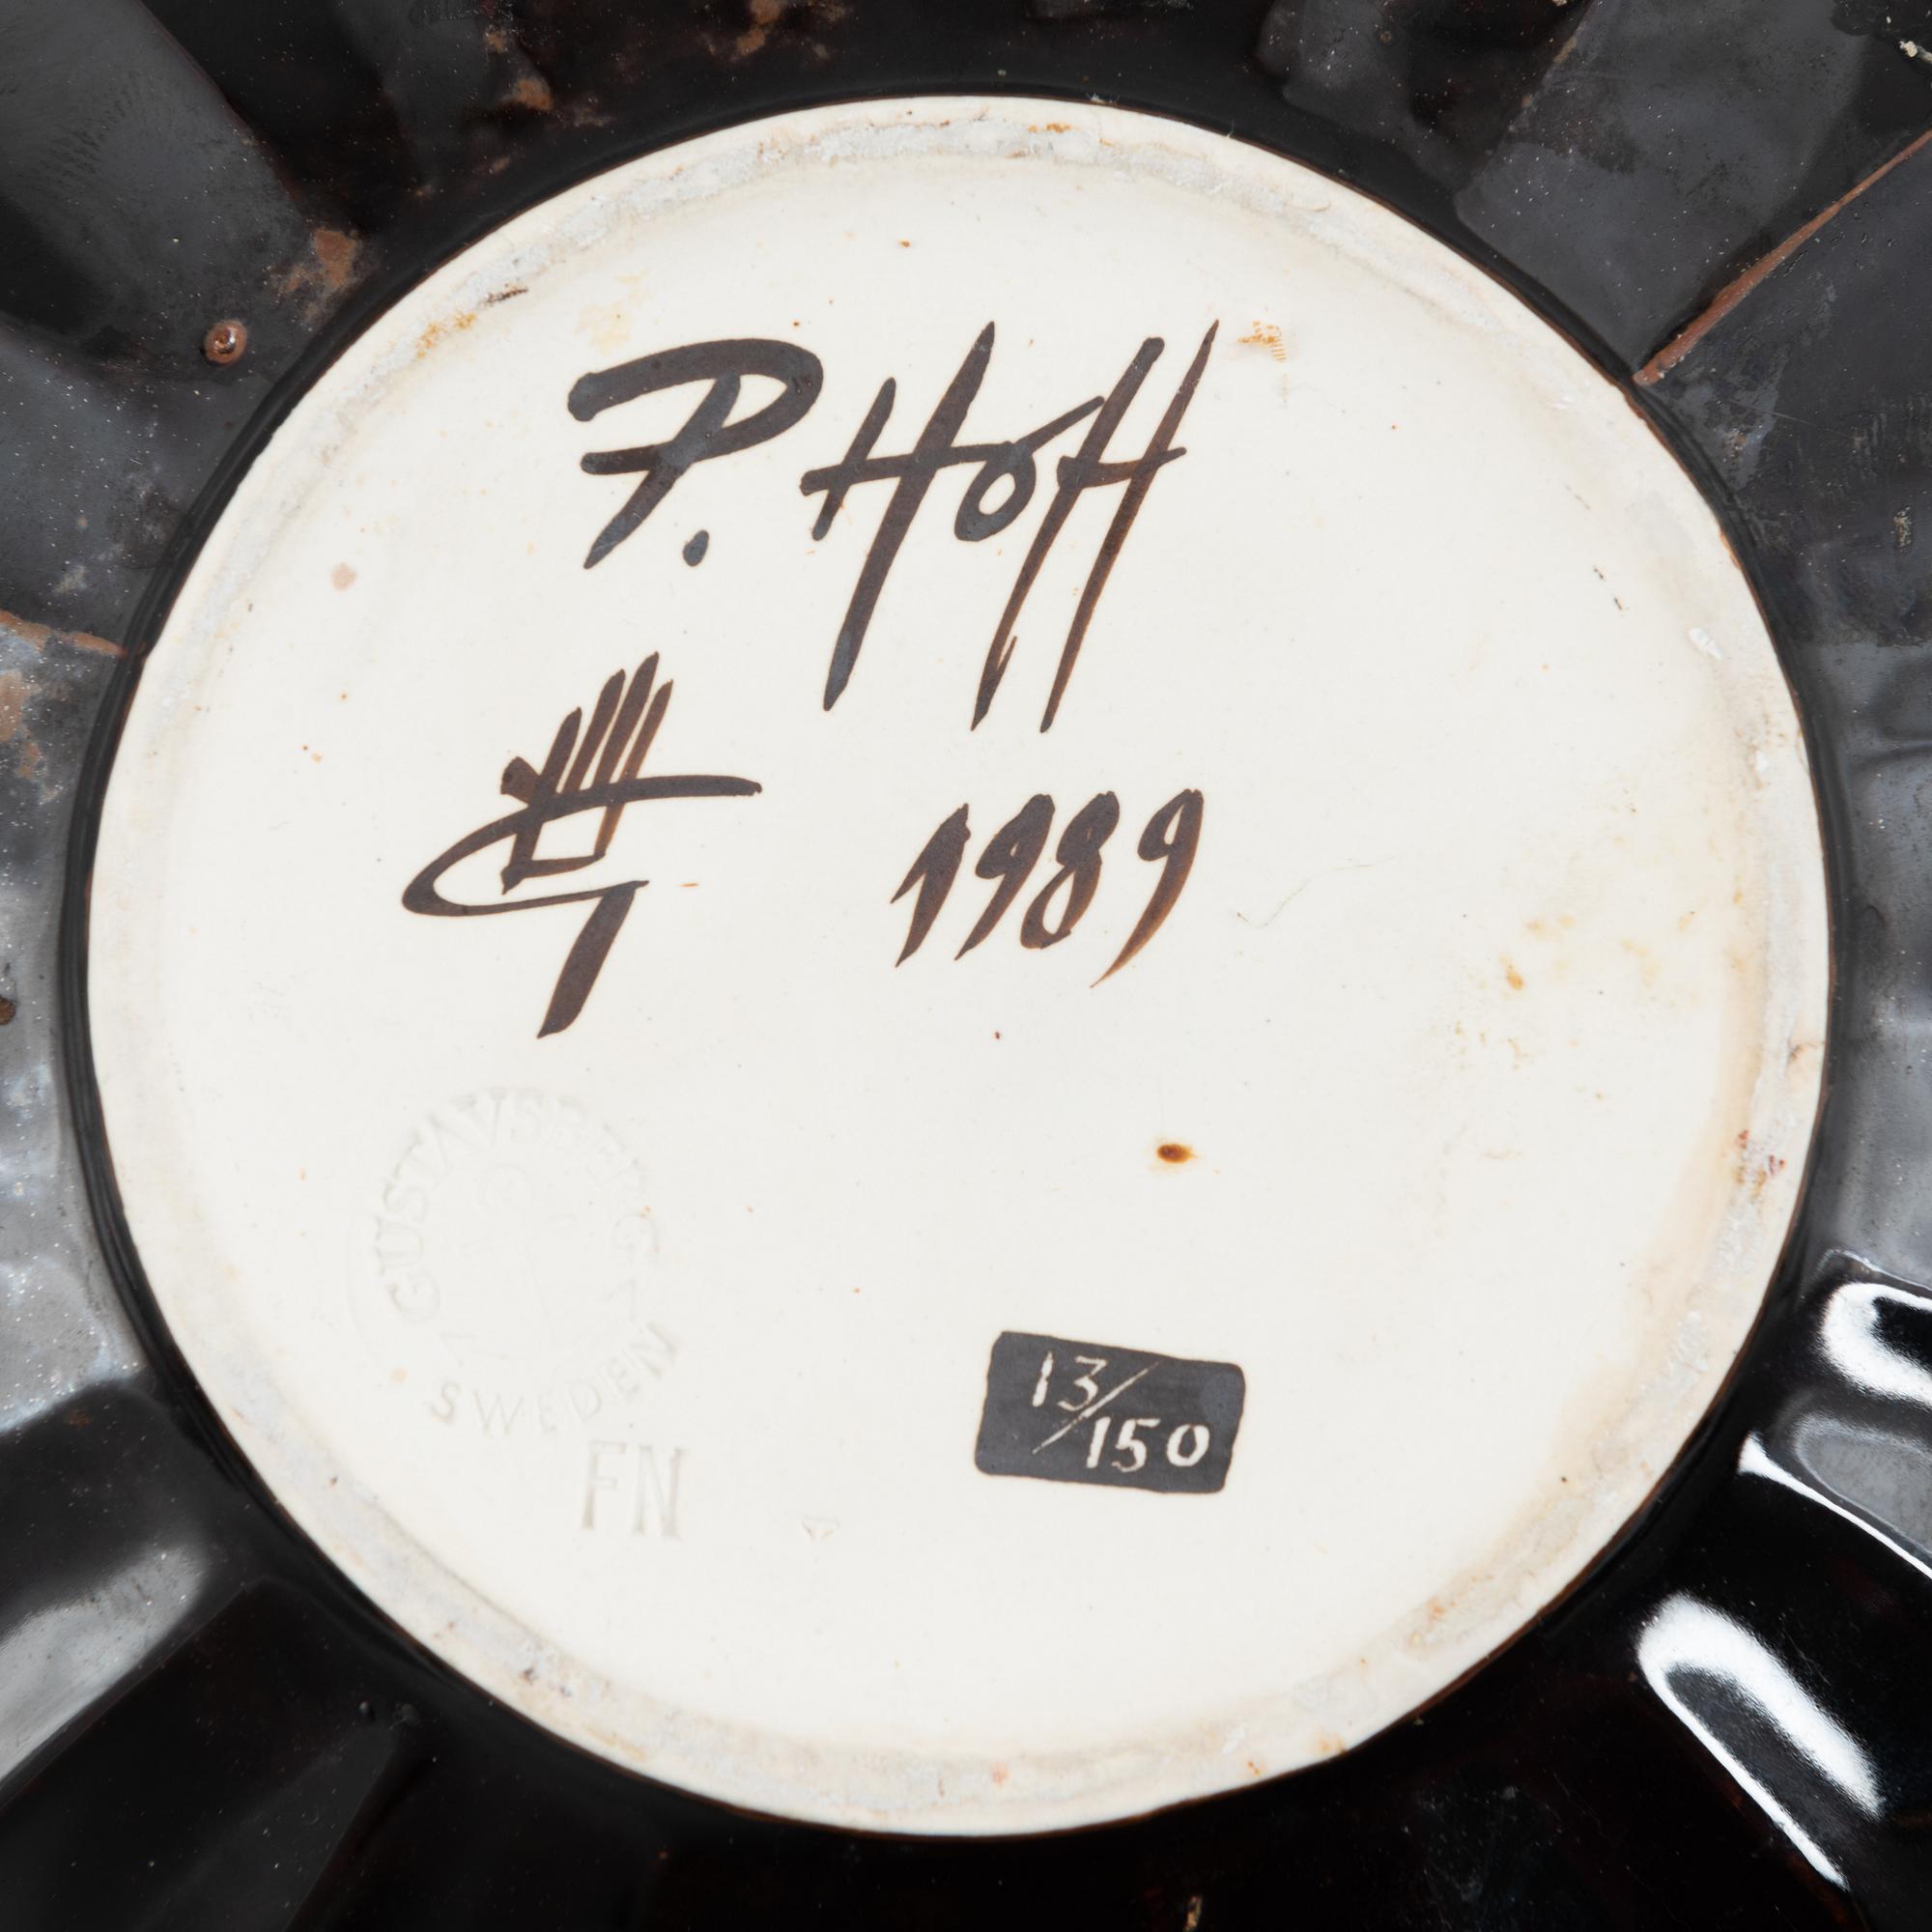 P. Hoff
G 1989
GUSTAVSBERG
SWEDEN
FN
13/150